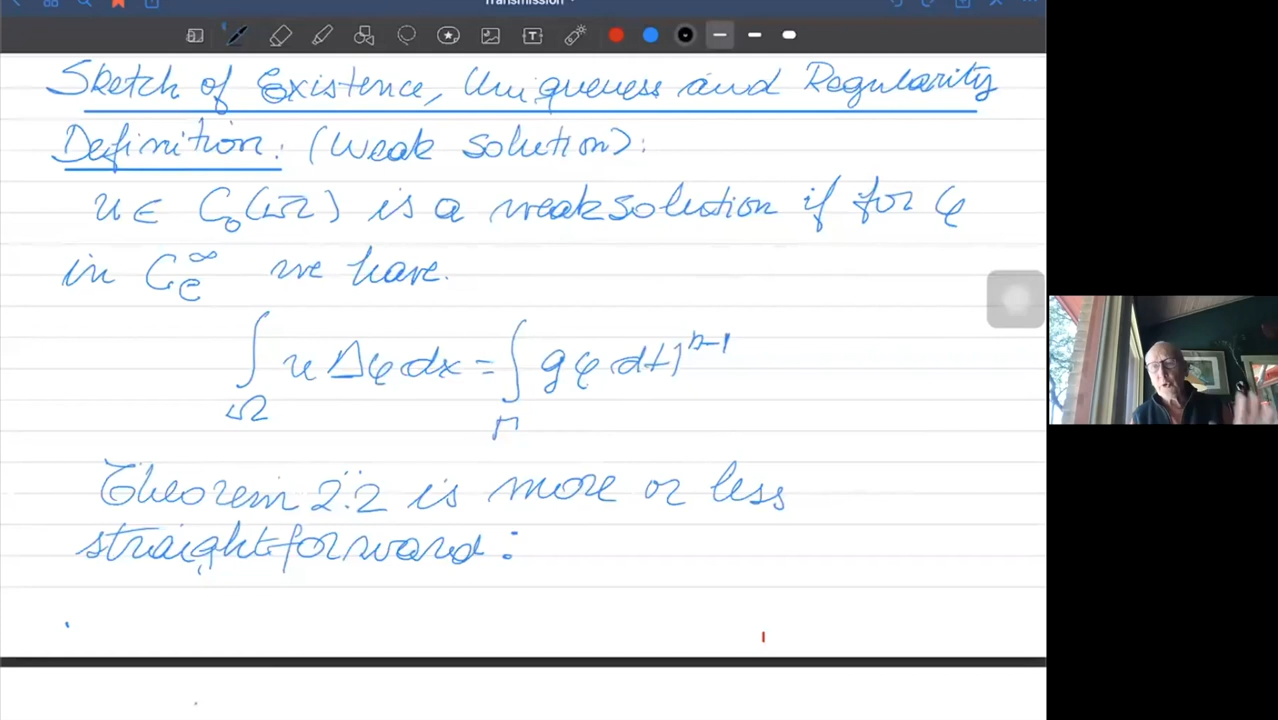 Transmission
Sketch of Existence, Uniqueness and Regularity
Definition: (Weak solution):
u ∈ C₀(Ω) is a weak solution if for φ
in C_c^∞ we have.
∫_Ω u Δφ dx = ∫_Γ g φ dH^{n-1}
Theorem 2.2 is more or less
straightforward: